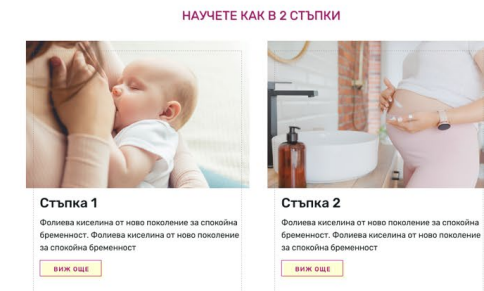 НАУЧЕТЕ КАК В 2 СТЪПКИ
Стъпка 1
Фолиева киселина от ново поколение за спокойна
бременност. Фолиева киселина от ново поколение
за спокойна бременност
ВИЖ ОЩЕ
Стъпка 2
Фолиева киселина от ново поколение за спокойна
бременност. Фолиева киселина от ново поколение
за спокойна бременност
ВИЖ ОЩЕ